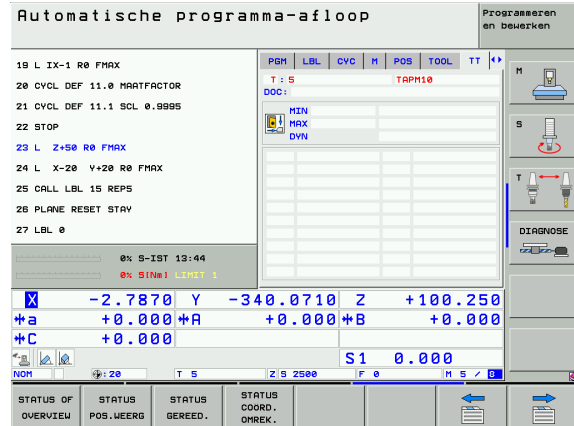 Automatische programma-afloop
Programmeren
en bewerken
19 L IX-1 R0 FMAX
20 CYCL DEF 11.0 MAATFACTOR
21 CYCL DEF 11.1 SCL 0.9995
22 STOP
23 L Z+50 R0 FMAX
24 L X-20 Y+20 R0 FMAX
25 CALL LBL 15 REP5
26 PLANE RESET STAY
27 LBL 0
PGM LBL CYC M POS TOOL TT
T : 5 TAPM10
DOC:
MIN
MAX
DYN
0% S-IST 13:44
0% S[Nm] LIMIT 1
X -2.7870 Y -340.0710 Z +100.250
a +0.000 A +0.000 B +0.000
C +0.000
S1 0.000
NOM : 20 T 5 Z S 2500 F 0 M 5 / 8
M
S
T
DIAGNOSE
STATUS OF
OVERVIEW
STATUS
POS.WEERG
STATUS
GEREED.
STATUS
COORD.
OMREK.